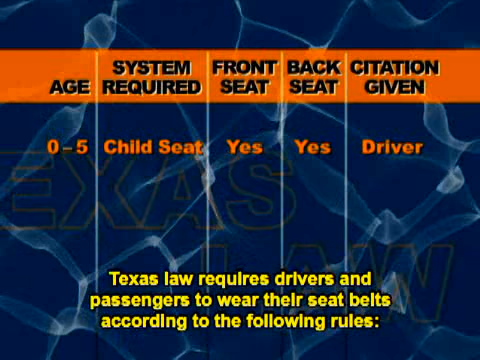 SYSTEM FRONT BACK CITATION
AGE REQUIRED SEAT SEAT GIVEN
0 – 5 Child Seat Yes Yes Driver
TEXAS
LAW
Texas law requires drivers and
passengers to wear their seat belts
according to the following rules: